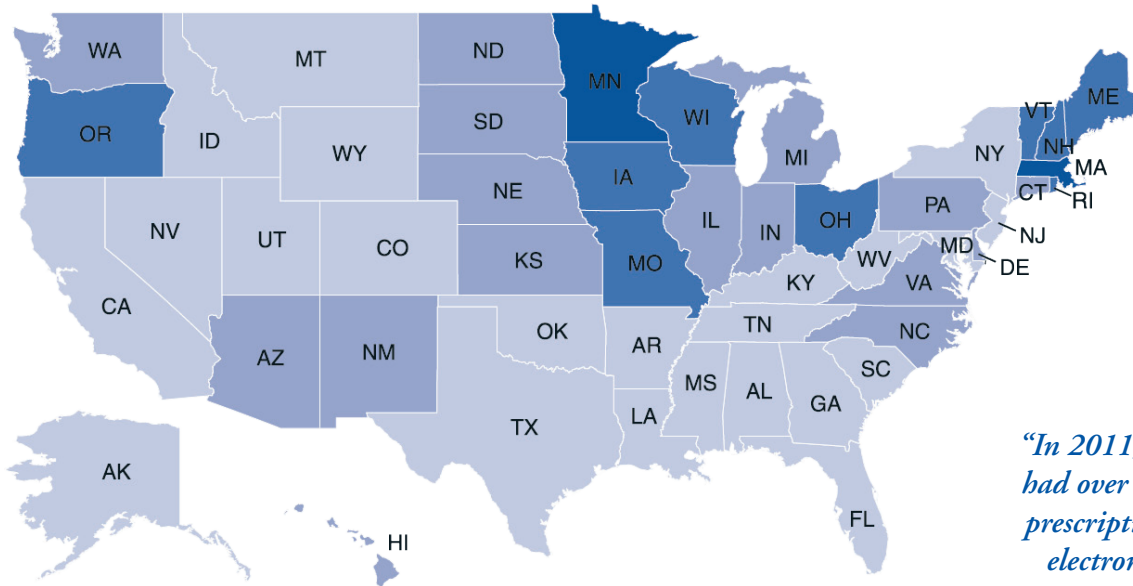 WA
MT
ND
MN
OR
ID
WY
SD
WI
MI
NY
VT
NH
ME
MA
CT
RI
NV
UT
CO
NE
IA
IL
IN
OH
PA
NJ
MD
DE
WV
VA
CA
KS
MO
KY
AZ
NM
OK
AR
TN
NC
SC
TX
LA
MS
AL
GA
FL
AK
HI
“In 2011
had over
prescripti
electron